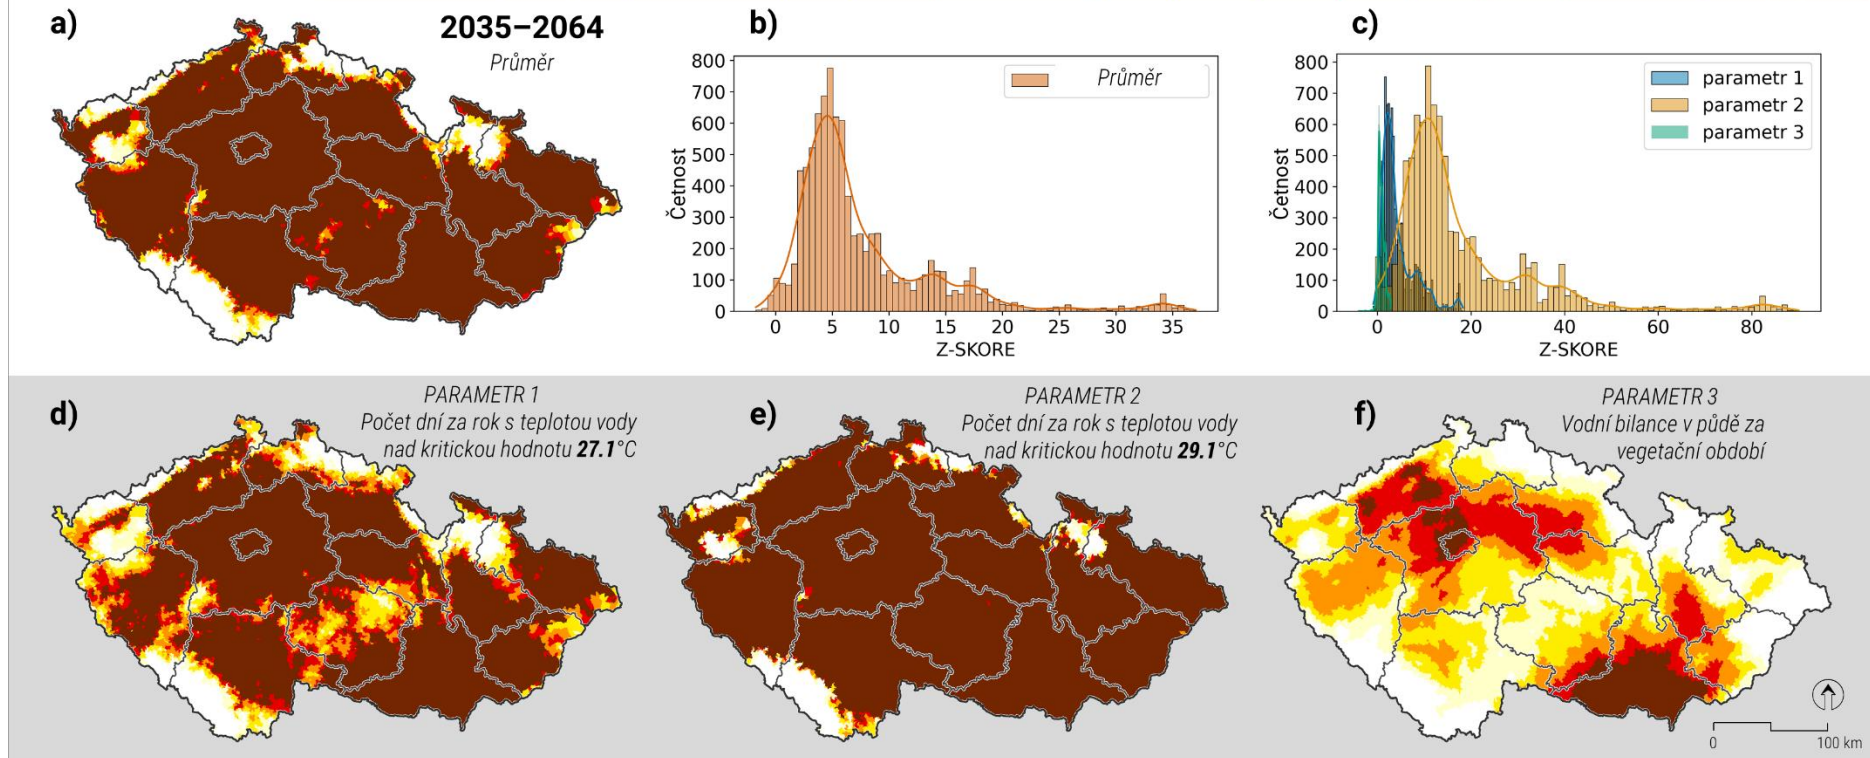 a)
2035–2064
Průměr
b)
800
700
600
500
400
300
200
100
0
Četnost
Průměr
0 5 10 15 20 25 30 35
Z-SKORE
c)
800
700
600
500
400
300
200
100
0
Četnost
parametr 1
parametr 2
parametr 3
0 20 40 60 80
Z-SKORE
d)
PARAMETR 1
Počet dní za rok s teplotou vody
nad kritickou hodnotu 27.1°C
e)
PARAMETR 2
Počet dní za rok s teplotou vody
nad kritickou hodnotu 29.1°C
f)
PARAMETR 3
Vodní bilance v půdě za
vegetační období
0 100 km